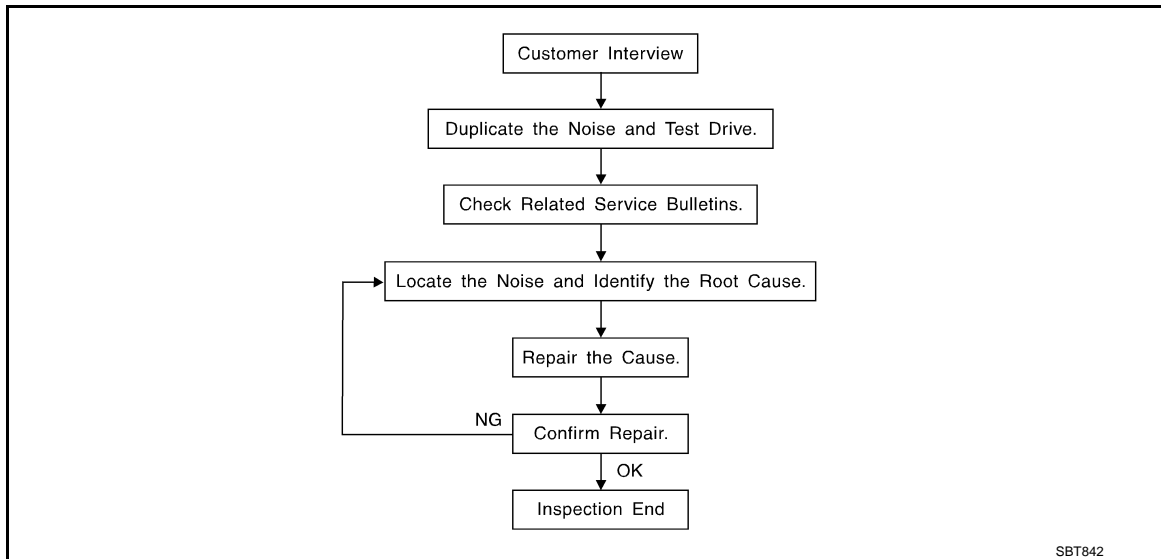 Customer Interview
Duplicate the Noise and Test Drive.
Check Related Service Bulletins.
Locate the Noise and Identify the Root Cause.
Repair the Cause.
NG
Confirm Repair.
OK
Inspection End
SBT842